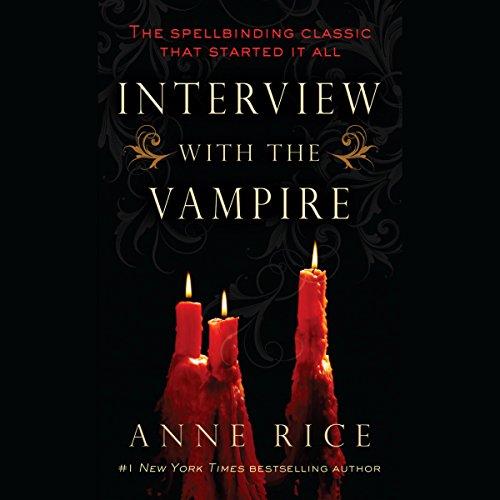 THE SPELLBINDING CLASSIC
THAT STARTED IT ALL
INTERVIEW
WITH THE
VAMPIRE
ANNE RICE
#1 NEW YORK TIMES BESTSELLING AUTHOR